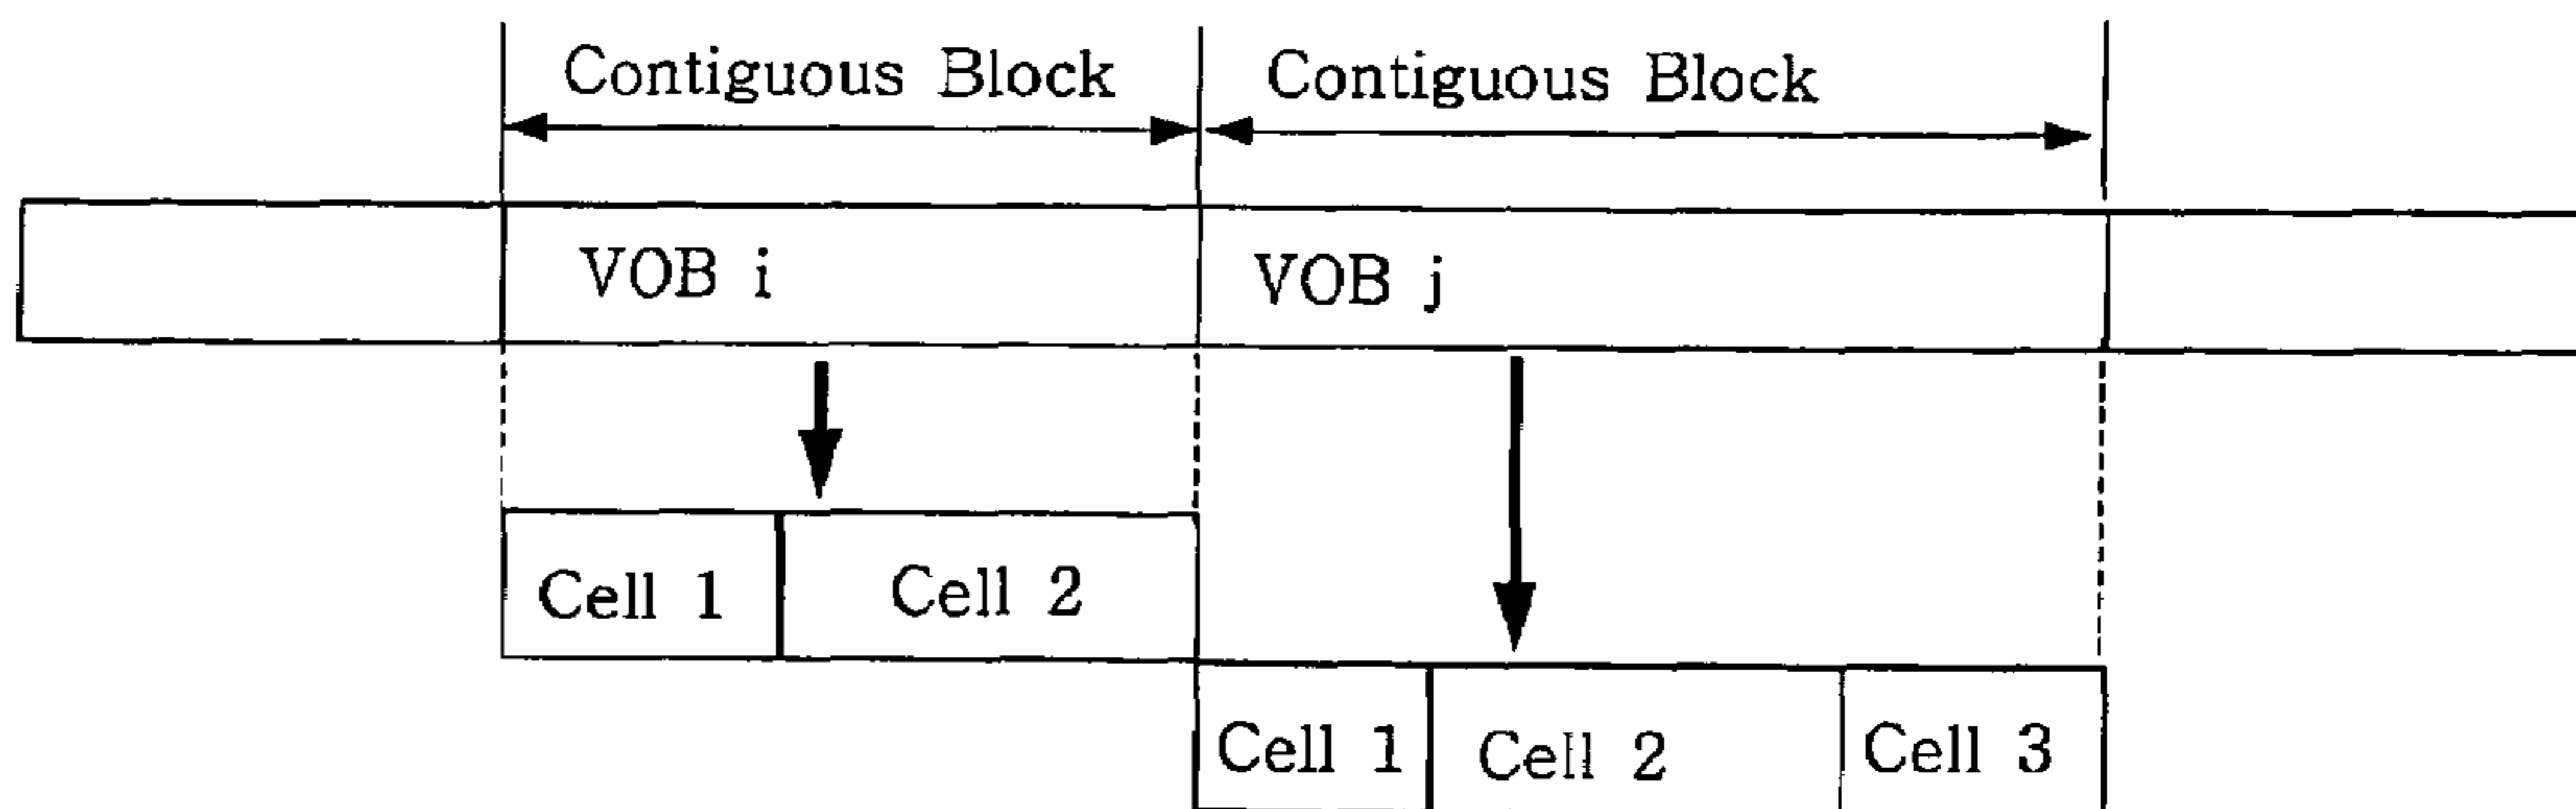 Contiguous Block Contiguous Block
VOB i VOB j
Cell 1 Cell 2
Cell 1 Cell 2 Cell 3